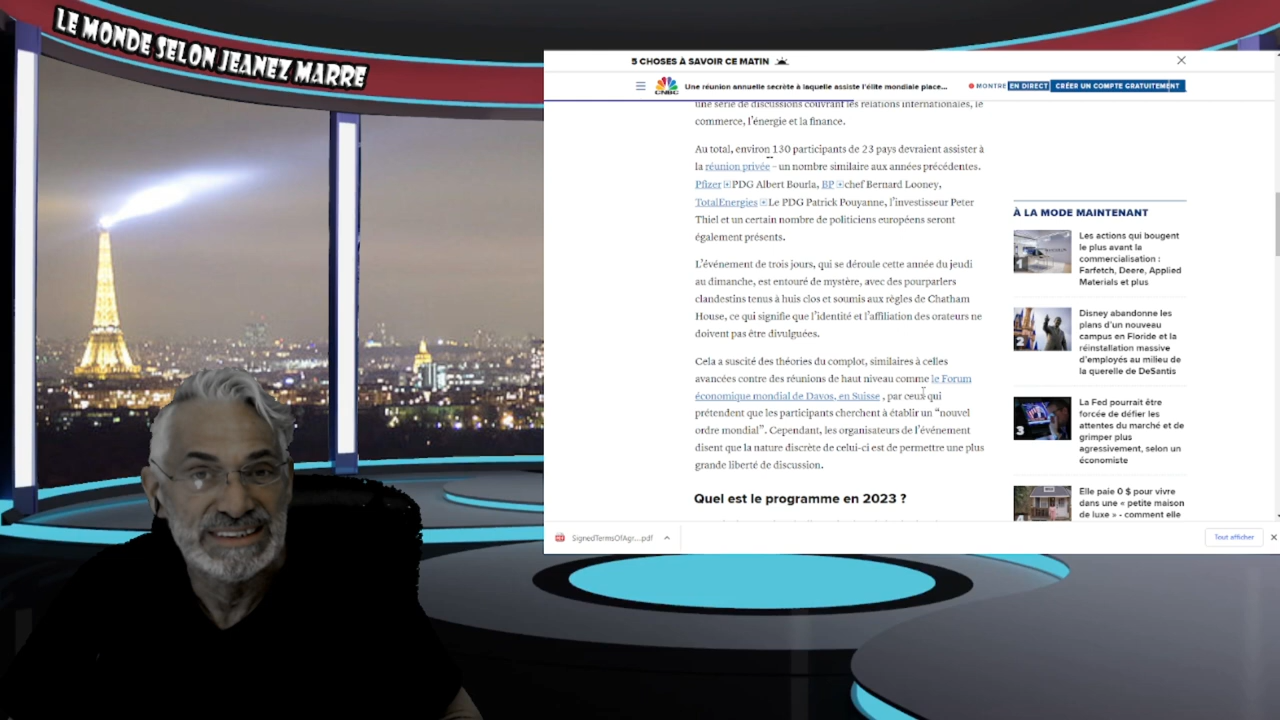 LE MONDE SELON JEANEZ MARRE
5 CHOSES À SAVOIR CE MATIN
CNBC
Une réunion annuelle secrète à laquelle assiste l'élite mondiale place...
MONTRE EN DIRECT
CRÉER UN COMPTE GRATUITEMENT
une série de discussions couvrant les relations internationales, le
commerce, l'énergie et la finance.
Au total, environ 130 participants de 23 pays devraient assister à
la réunion privée - un nombre similaire aux années précédentes.
Pfizer PDG Albert Bourla, BP chef Bernard Looney,
TotalEnergies Le PDG Patrick Pouyanne, l'investisseur Peter
Thiel et un certain nombre de politiciens européens seront
également présents.
L'événement de trois jours, qui se déroule cette année du jeudi
au dimanche, est entouré de mystère, avec des pourparlers
clandestins tenus à huis clos et soumis aux règles de Chatham
House, ce qui signifie que l'identité et l'affiliation des orateurs ne
doivent pas être divulguées.
Cela a suscité des théories du complot, similaires à celles
avancées contre des réunions de haut niveau comme le Forum
économique mondial de Davos, en Suisse , par ceux qui
prétendent que les participants cherchent à établir un “nouvel
ordre mondial”. Cependant, les organisateurs de l'événement
disent que la nature discrète de celui-ci est de permettre une plus
grande liberté de discussion.
Quel est le programme en 2023 ?
À LA MODE MAINTENANT
1
Les actions qui bougent
le plus avant la
commercialisation :
Farfetch, Deere, Applied
Materials et plus
2
Disney abandonne les
plans d'un nouveau
campus en Floride et la
réinstallation massive
d'employés au milieu de
la querelle de DeSantis
3
La Fed pourrait être
forcée de défier les
attentes du marché et de
grimper plus
agressivement, selon un
économiste
Elle paie 0 $ pour vivre
dans une « petite maison
de luxe » - comment elle
SignedTermsOfAgr....pdf
Tout afficher